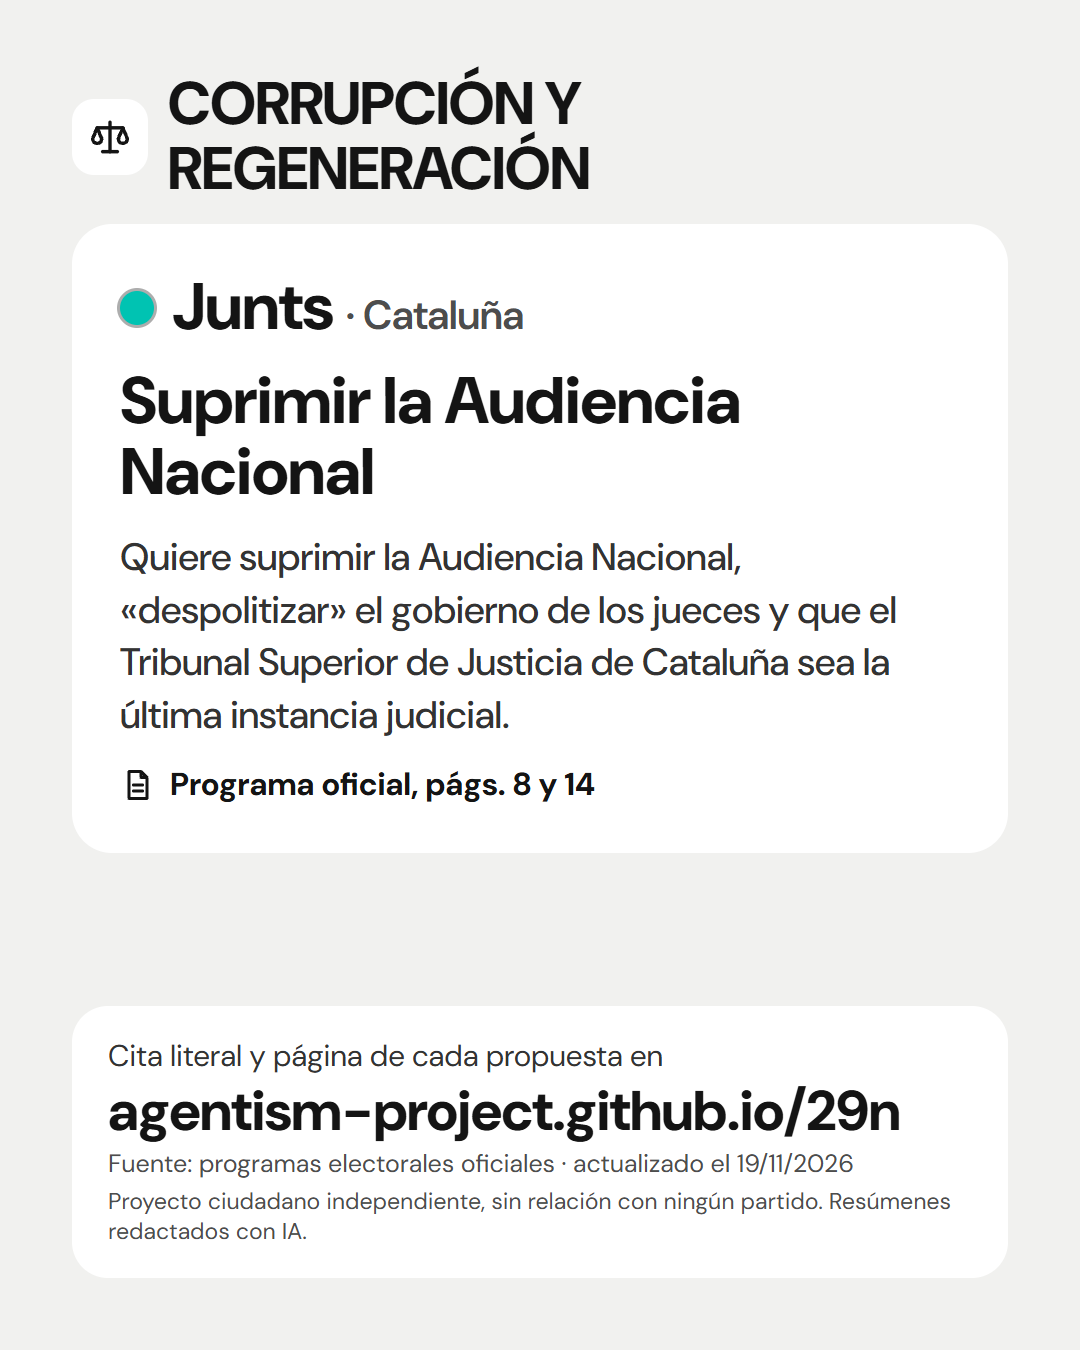 CORRUPCIÓN Y
REGENERACIÓN
Junts · Cataluña
Suprimir la Audiencia
Nacional
Quiere suprimir la Audiencia Nacional,
«despolitizar» el gobierno de los jueces y que el
Tribunal Superior de Justicia de Cataluña sea la
última instancia judicial.
Programa oficial, págs. 8 y 14
Cita literal y página de cada propuesta en
agentism-project.github.io/29n
Fuente: programas electorales oficiales · actualizado el 19/11/2026
Proyecto ciudadano independiente, sin relación con ningún partido. Resúmenes
redactados con IA.